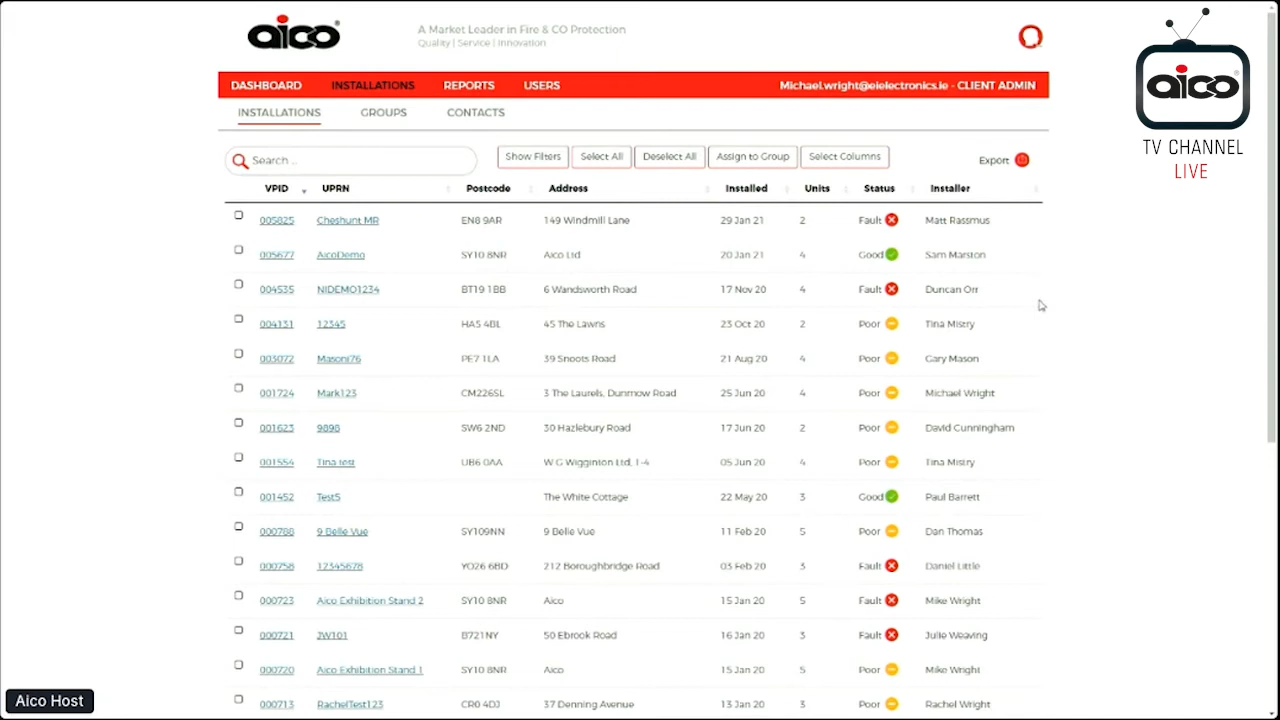 aico
A Market Leader in Fire & CO Protection
Quality | Service | Innovation
DASHBOARD INSTALLATIONS REPORTS USERS Michael.wright@eielectronics.ie - CLIENT ADMIN
INSTALLATIONS GROUPS CONTACTS
aico
TV CHANNEL
LIVE
Search ... Show Filters Select All Deselect All Assign to Group Select Columns Export
VPID UPRN Postcode Address Installed Units Status Installer
005825 Cheshunt MR EN8 9AR 149 Windmill Lane 29 Jan 21 2 Fault Matt Rassmus
005677 AicoDemo SY10 8NR Aico Ltd 20 Jan 21 4 Good Sam Marston
004535 NIDEMO1234 BT19 1BB 6 Wandsworth Road 17 Nov 20 4 Fault Duncan Orr
004131 12345 HA5 4BL 45 The Lawns 23 Oct 20 2 Poor Tina Mistry
003072 Masoni76 PE7 1LA 39 Snoots Road 21 Aug 20 4 Poor Gary Mason
001724 Mark123 CM226SL 3 The Laurels, Dunmow Road 25 Jun 20 4 Poor Michael Wright
001623 9898 SW6 2ND 30 Hazlebury Road 17 Jun 20 2 Poor David Cunningham
001554 Tina test UB6 0AA W G Wigginton Ltd, 1-4 05 Jun 20 4 Poor Tina Mistry
001452 Test5 The White Cottage 22 May 20 3 Good Paul Barrett
000788 9 Belle Vue SY109NN 9 Belle Vue 11 Feb 20 5 Poor Dan Thomas
000758 12345678 YO26 6BD 212 Boroughbridge Road 03 Feb 20 3 Fault Daniel Little
000723 Aico Exhibition Stand 2 SY10 8NR Aico 15 Jan 20 5 Fault Mike Wright
000721 JW101 B721NY 50 Ebrook Road 16 Jan 20 3 Fault Julie Weaving
000720 Aico Exhibition Stand 1 SY10 8NR Aico 15 Jan 20 5 Poor Mike Wright
000713 RachelTest123 CR0 4DJ 37 Denning Avenue 13 Jan 20 3 Poor Rachel Wright
Aico Host